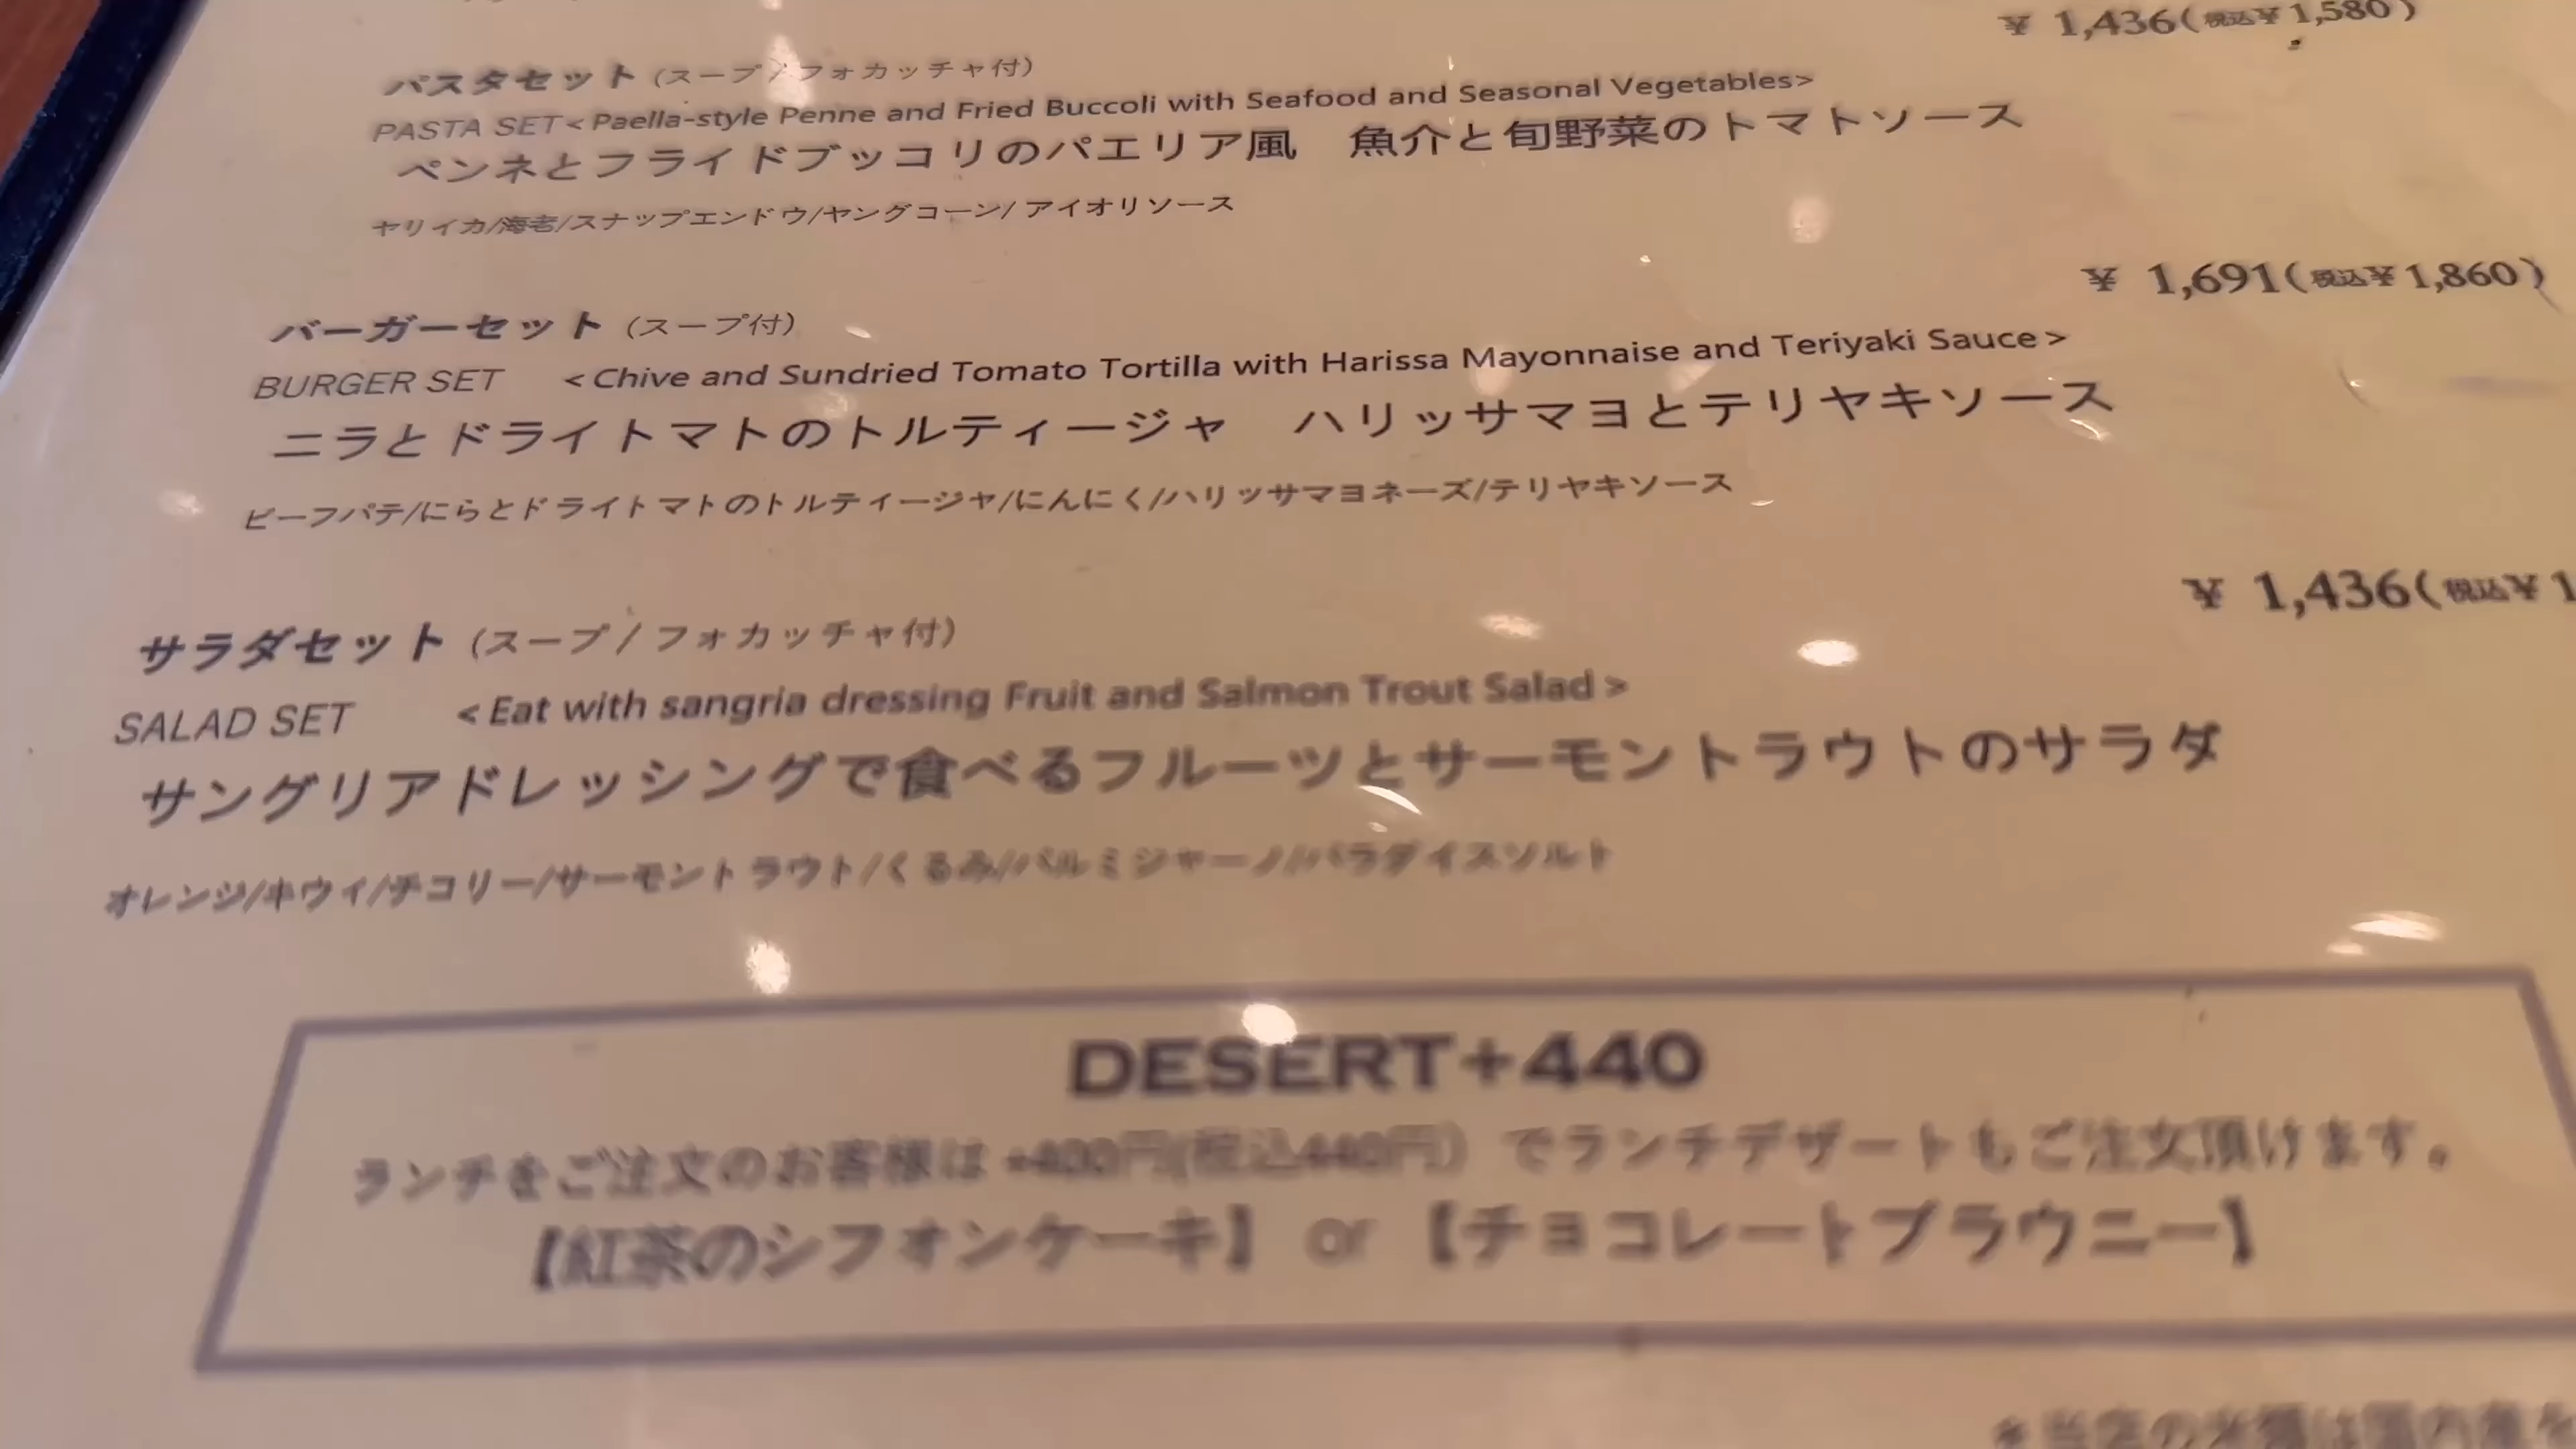 ¥ 1,436(税込¥ 1,580)
パスタセット (スープ / フォカッチャ付)
PASTA SET < Paella-style Penne and Fried Buccoli with Seafood and Seasonal Vegetables>
ペンネとフライドブッコリのパエリア風　魚介と旬野菜のトマトソース
ヤリイカ/海老/スナップエンドウ/ヤングコーン/ アイオリソース
¥ 1,691(税込¥ 1,860)
バーガーセット (スープ付)
BURGER SET < Chive and Sundried Tomato Tortilla with Harissa Mayonnaise and Teriyaki Sauce >
ニラとドライトマトのトルティージャ　ハリッサマヨとテリヤキソース
ビーフパテ/にらとドライトマトのトルティージャ/にんにく/ハリッサマヨネーズ/テリヤキソース
¥ 1,436(税込¥ 1
サラダセット (スープ / フォカッチャ付)
SALAD SET < Eat with sangria dressing Fruit and Salmon Trout Salad >
サングリアドレッシングで食べるフルーツとサーモントラウトのサラダ
オレンジ/キウイ/チコリー/サーモントラウト/くるみ/パルミジャーノ/パラダイスソルト
DESERT+440
ランチをご注文のお客様は +400円(税込440円) でランチデザートもご注文頂けます。
【紅茶のシフォンケーキ】 or 【チョコレートブラウニー】